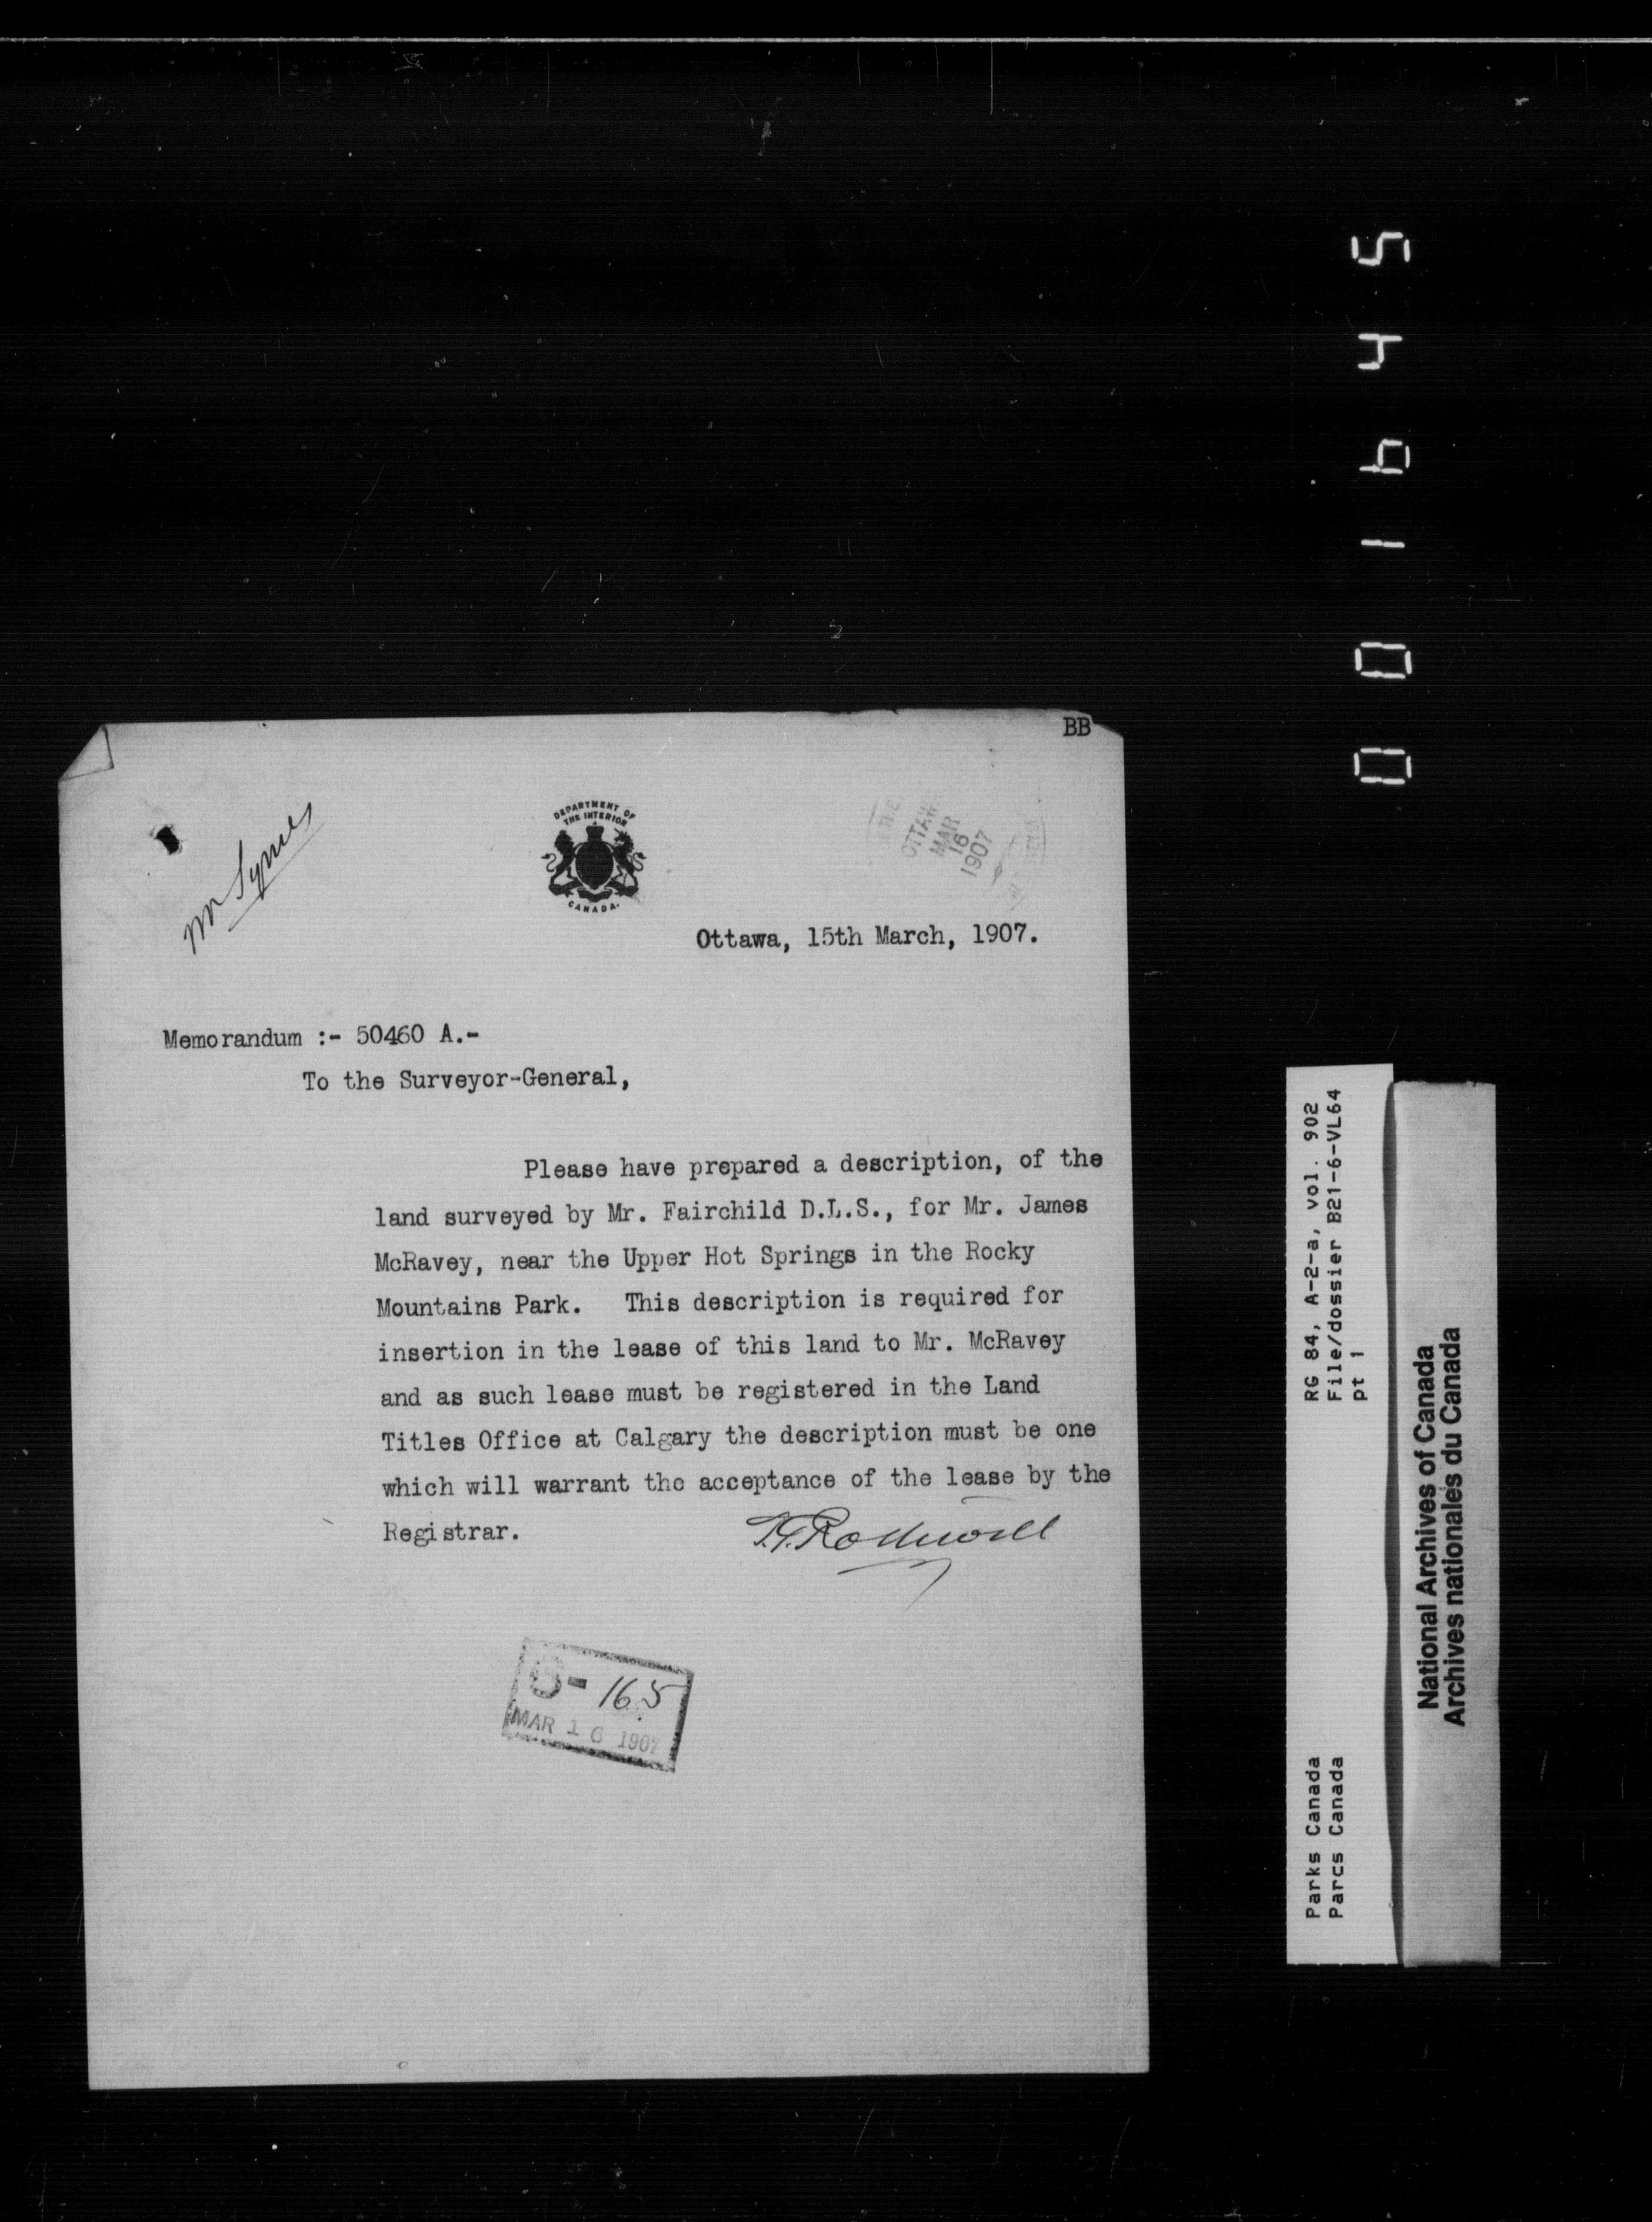 BB
DEPARTMENT OF
THE INTERIOR
CANADA.
OTTAW
MAR
16
1907
Mr Symes
Ottawa, 15th March, 1907.
Memorandum :- 50460 A.-
To the Surveyor-General,
Please have prepared a description, of the
land surveyed by Mr. Fairchild D.L.S., for Mr. James
McRavey, near the Upper Hot Springs in the Rocky
Mountains Park. This description is required for
insertion in the lease of this land to Mr. McRavey
and as such lease must be registered in the Land
Titles Office at Calgary the description must be one
which will warrant the acceptance of the lease by the
Registrar.
165
MAR 16 1907
001645
RG 84, A-2-a, vol. 902
File/dossier B21-6-VL64
pt 1
Parks Canada
Parcs Canada
National Archives of Canada
Archives nationales du Canada